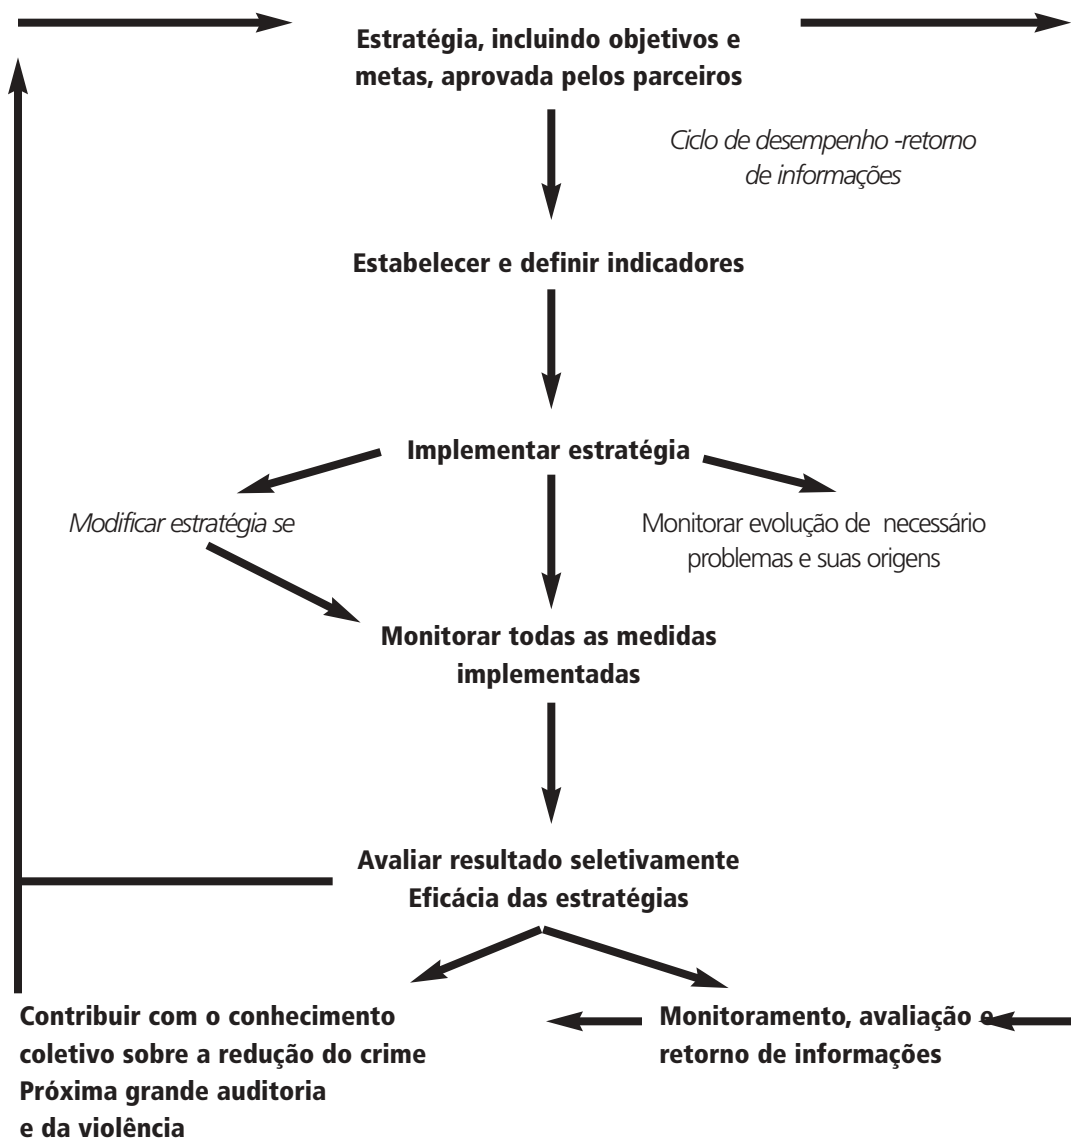 Estratégia, incluindo objetivos e
metas, aprovada pelos parceiros
Ciclo de desempenho -retorno
de informações
Estabelecer e definir indicadores
Implementar estratégia
Modificar estratégia se
Monitorar evolução de necessário
problemas e suas origens
Monitorar todas as medidas
implementadas
Avaliar resultado seletivamente
Eficácia das estratégias
Contribuir com o conhecimento
coletivo sobre a redução do crime
Próxima grande auditoria
e da violência
Monitoramento, avaliação e
retorno de informações